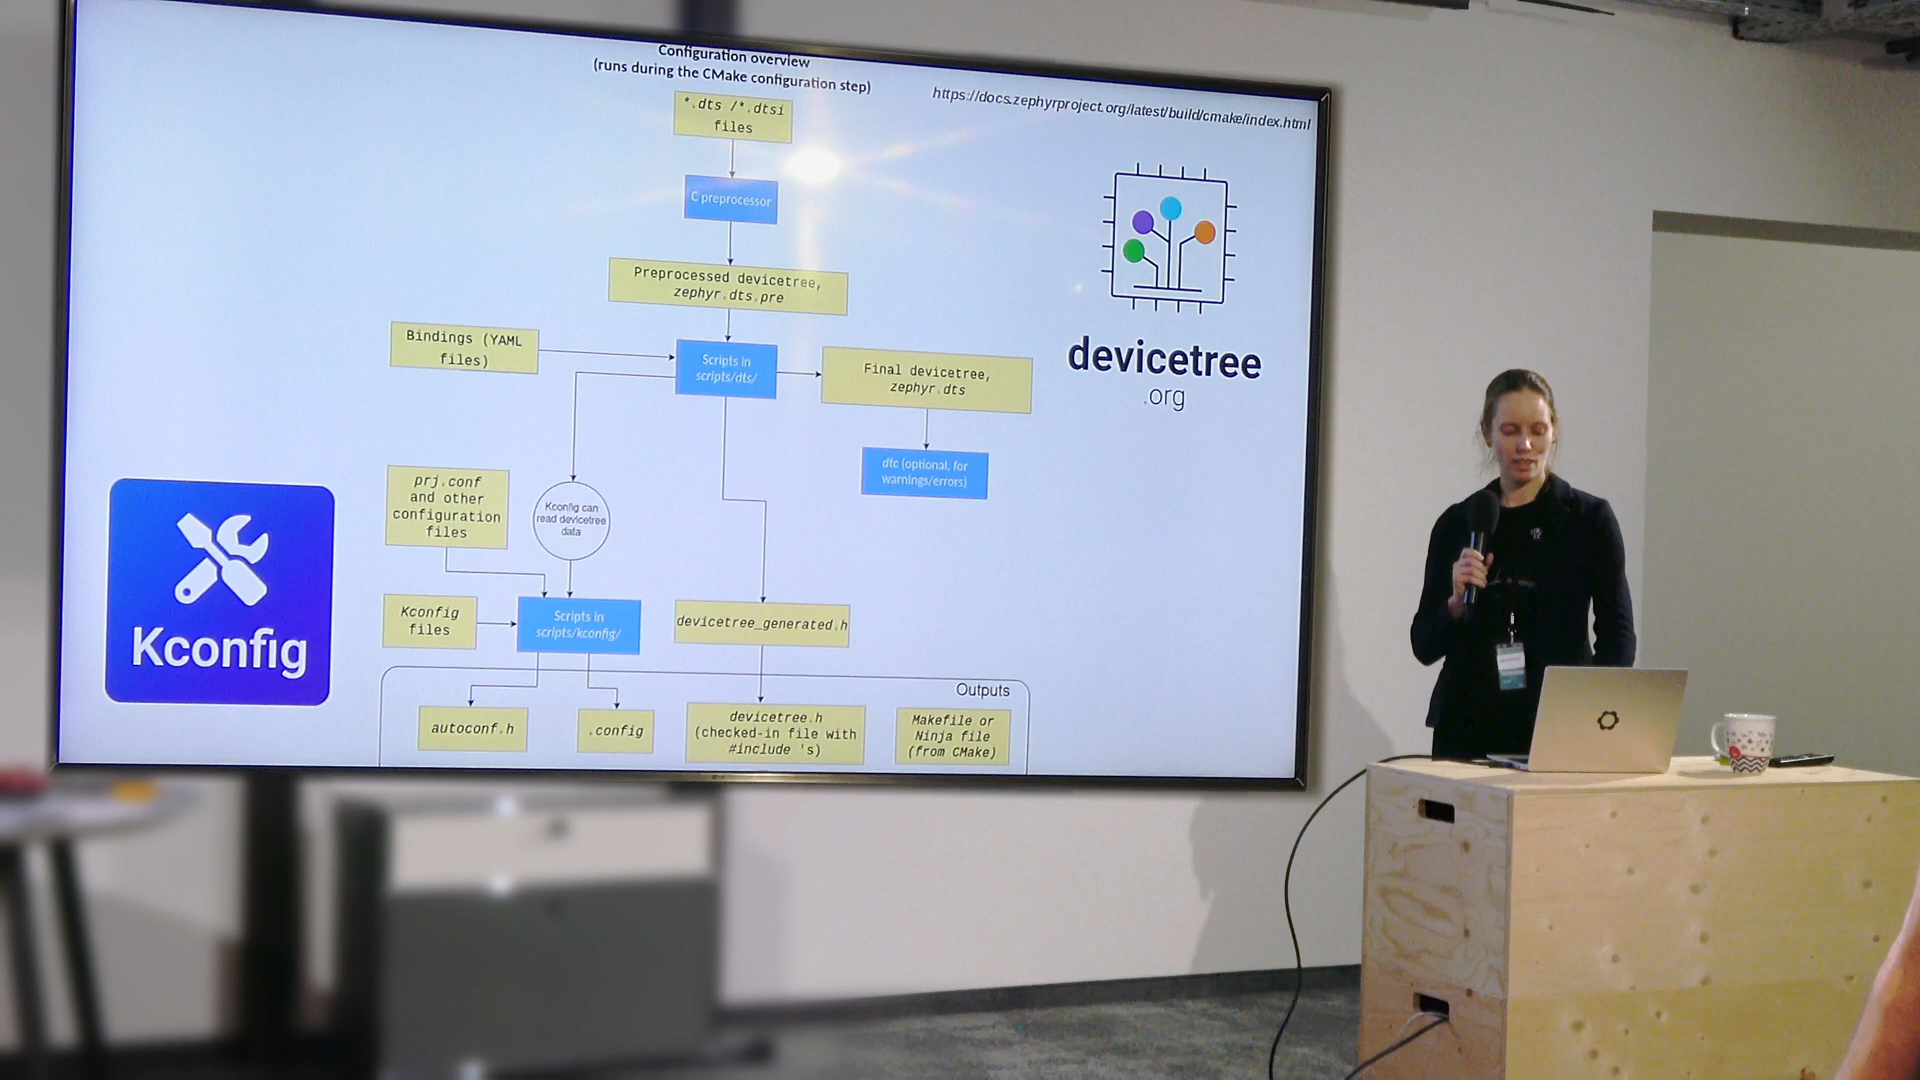 Configuration overview
(runs during the CMake configuration step)
https://docs.zephyrproject.org/latest/build/cmake/index.html
*.dts /*.dtsi
files
C preprocessor
Preprocessed devicetree,
zephyr.dts.pre
Bindings (YAML
files)
Scripts in
scripts/dts/
Final devicetree,
zephyr.dts
dtc (optional, for
warnings/errors)
devicetree
.org
prj.conf
and other
configuration
files
Kconfig can
read devicetree
data
Kconfig
Kconfig
files
Scripts in
scripts/kconfig/
devicetree_generated.h
Outputs
autoconf.h
.config
devicetree.h
(checked-in file with
#include 's)
Makefile or
Ninja file
(from CMake)